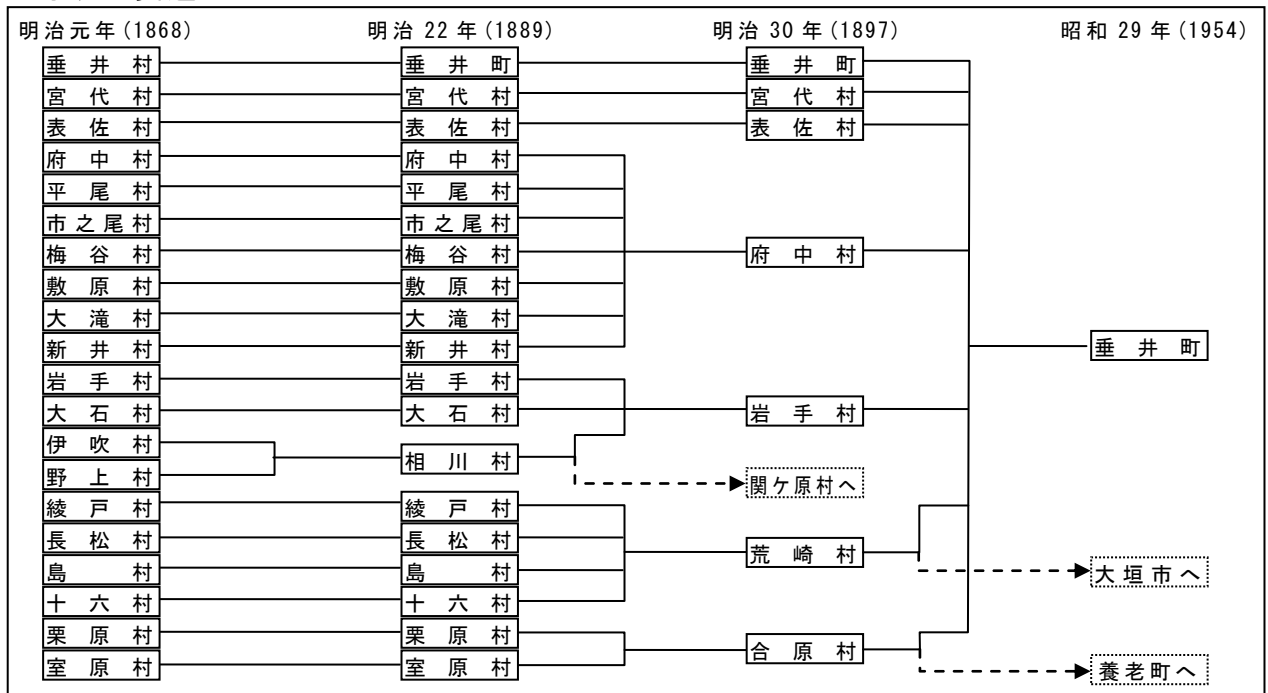 明治元年(1868) 明治22年(1889) 明治30年(1897) 昭和29年(1954)
垂井村 垂井町 垂井町
宮代村 宮代村 宮代村
表佐村 表佐村 表佐村
府中村 府中村
平尾村 平尾村
市之尾村 市之尾村
梅谷村 梅谷村 府中村
敷原村 敷原村
大滝村 大滝村
新井村 新井村 垂井町
岩手村 岩手村
大石村 大石村 岩手村
伊吹村
相川村
野上村 関ケ原村へ
綾戸村 綾戸村
長松村 長松村 荒崎村
島村 島村 大垣市へ
十六村 十六村
栗原村 栗原村 合原村
室原村 室原村 養老町へ